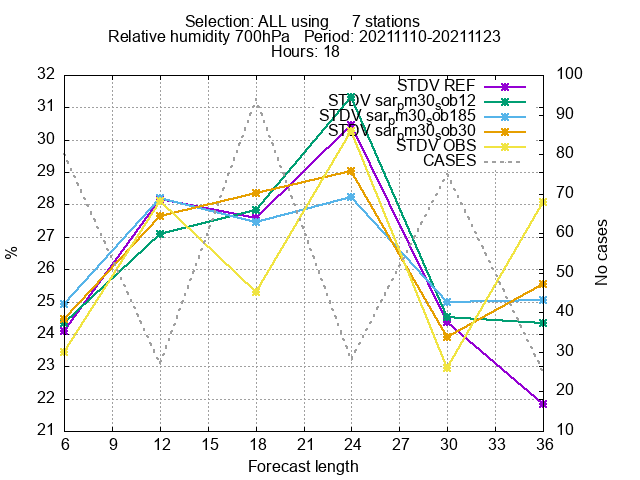 Selection: ALL using 7 stations
Relative humidity 700hPa Period: 20211110-20211123
Hours: 18
STDV REF
STDV sar_pm30_sob12
STDV sar_pm30_sob185
STDV sar_pm30_sob30
STDV OBS
CASES
32
31
30
29
28
27
26
25
24
23
22
21
%
100
90
80
70
60
50
40
30
20
10
No cases
6 9 12 15 18 21 24 27 30 33 36
Forecast length